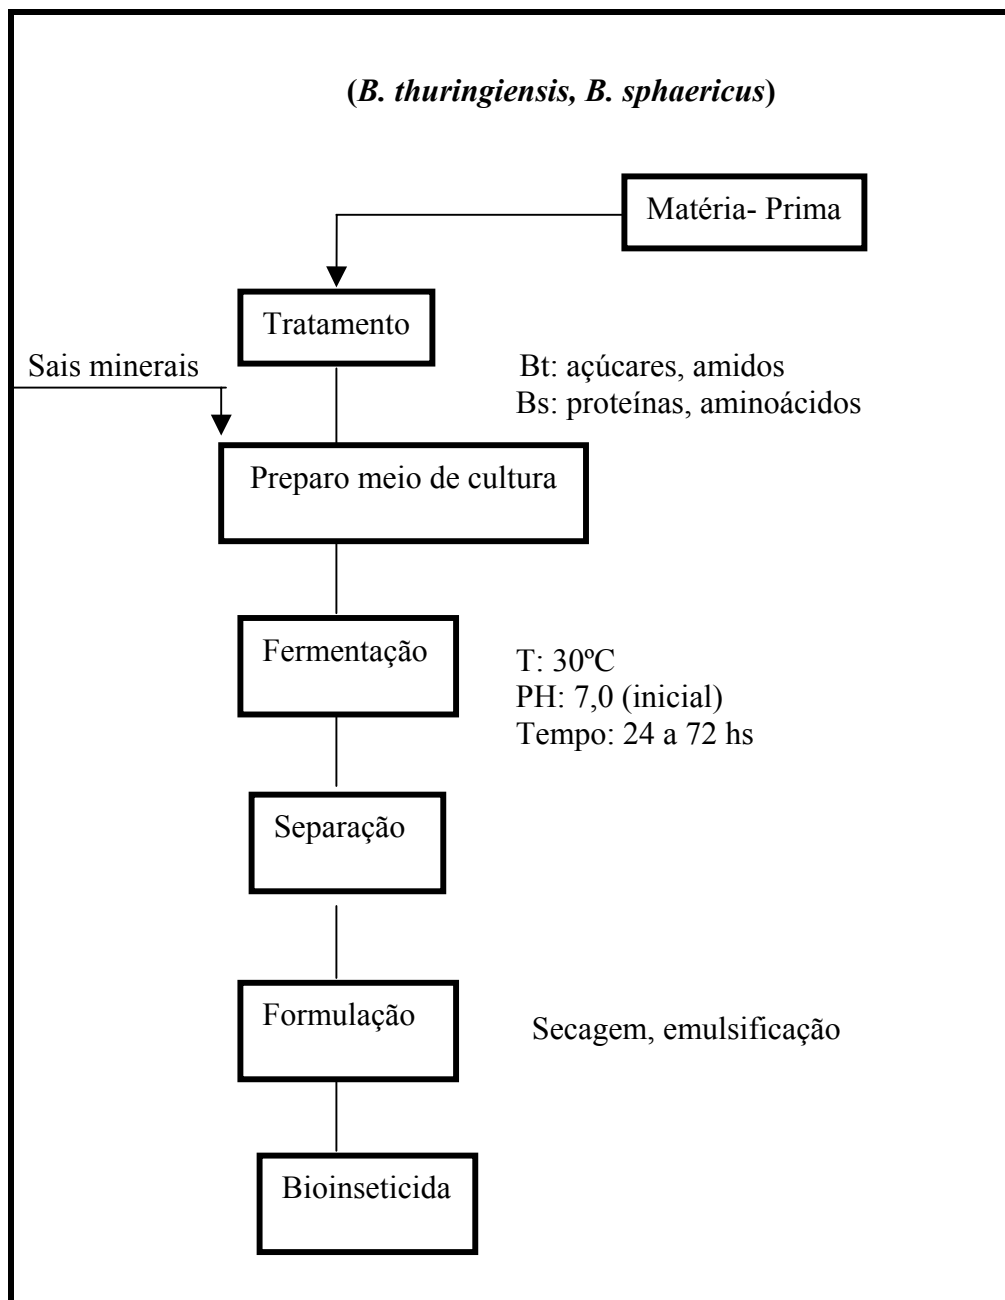 (B. thuringiensis, B. sphaericus)
Matéria- Prima
Tratamento
Sais minerais
Bt: açúcares, amidos
Bs: proteínas, aminoácidos
Preparo meio de cultura
Fermentação
T: 30ºC
PH: 7,0 (inicial)
Tempo: 24 a 72 hs
Separação
Formulação
Secagem, emulsificação
Bioinseticida